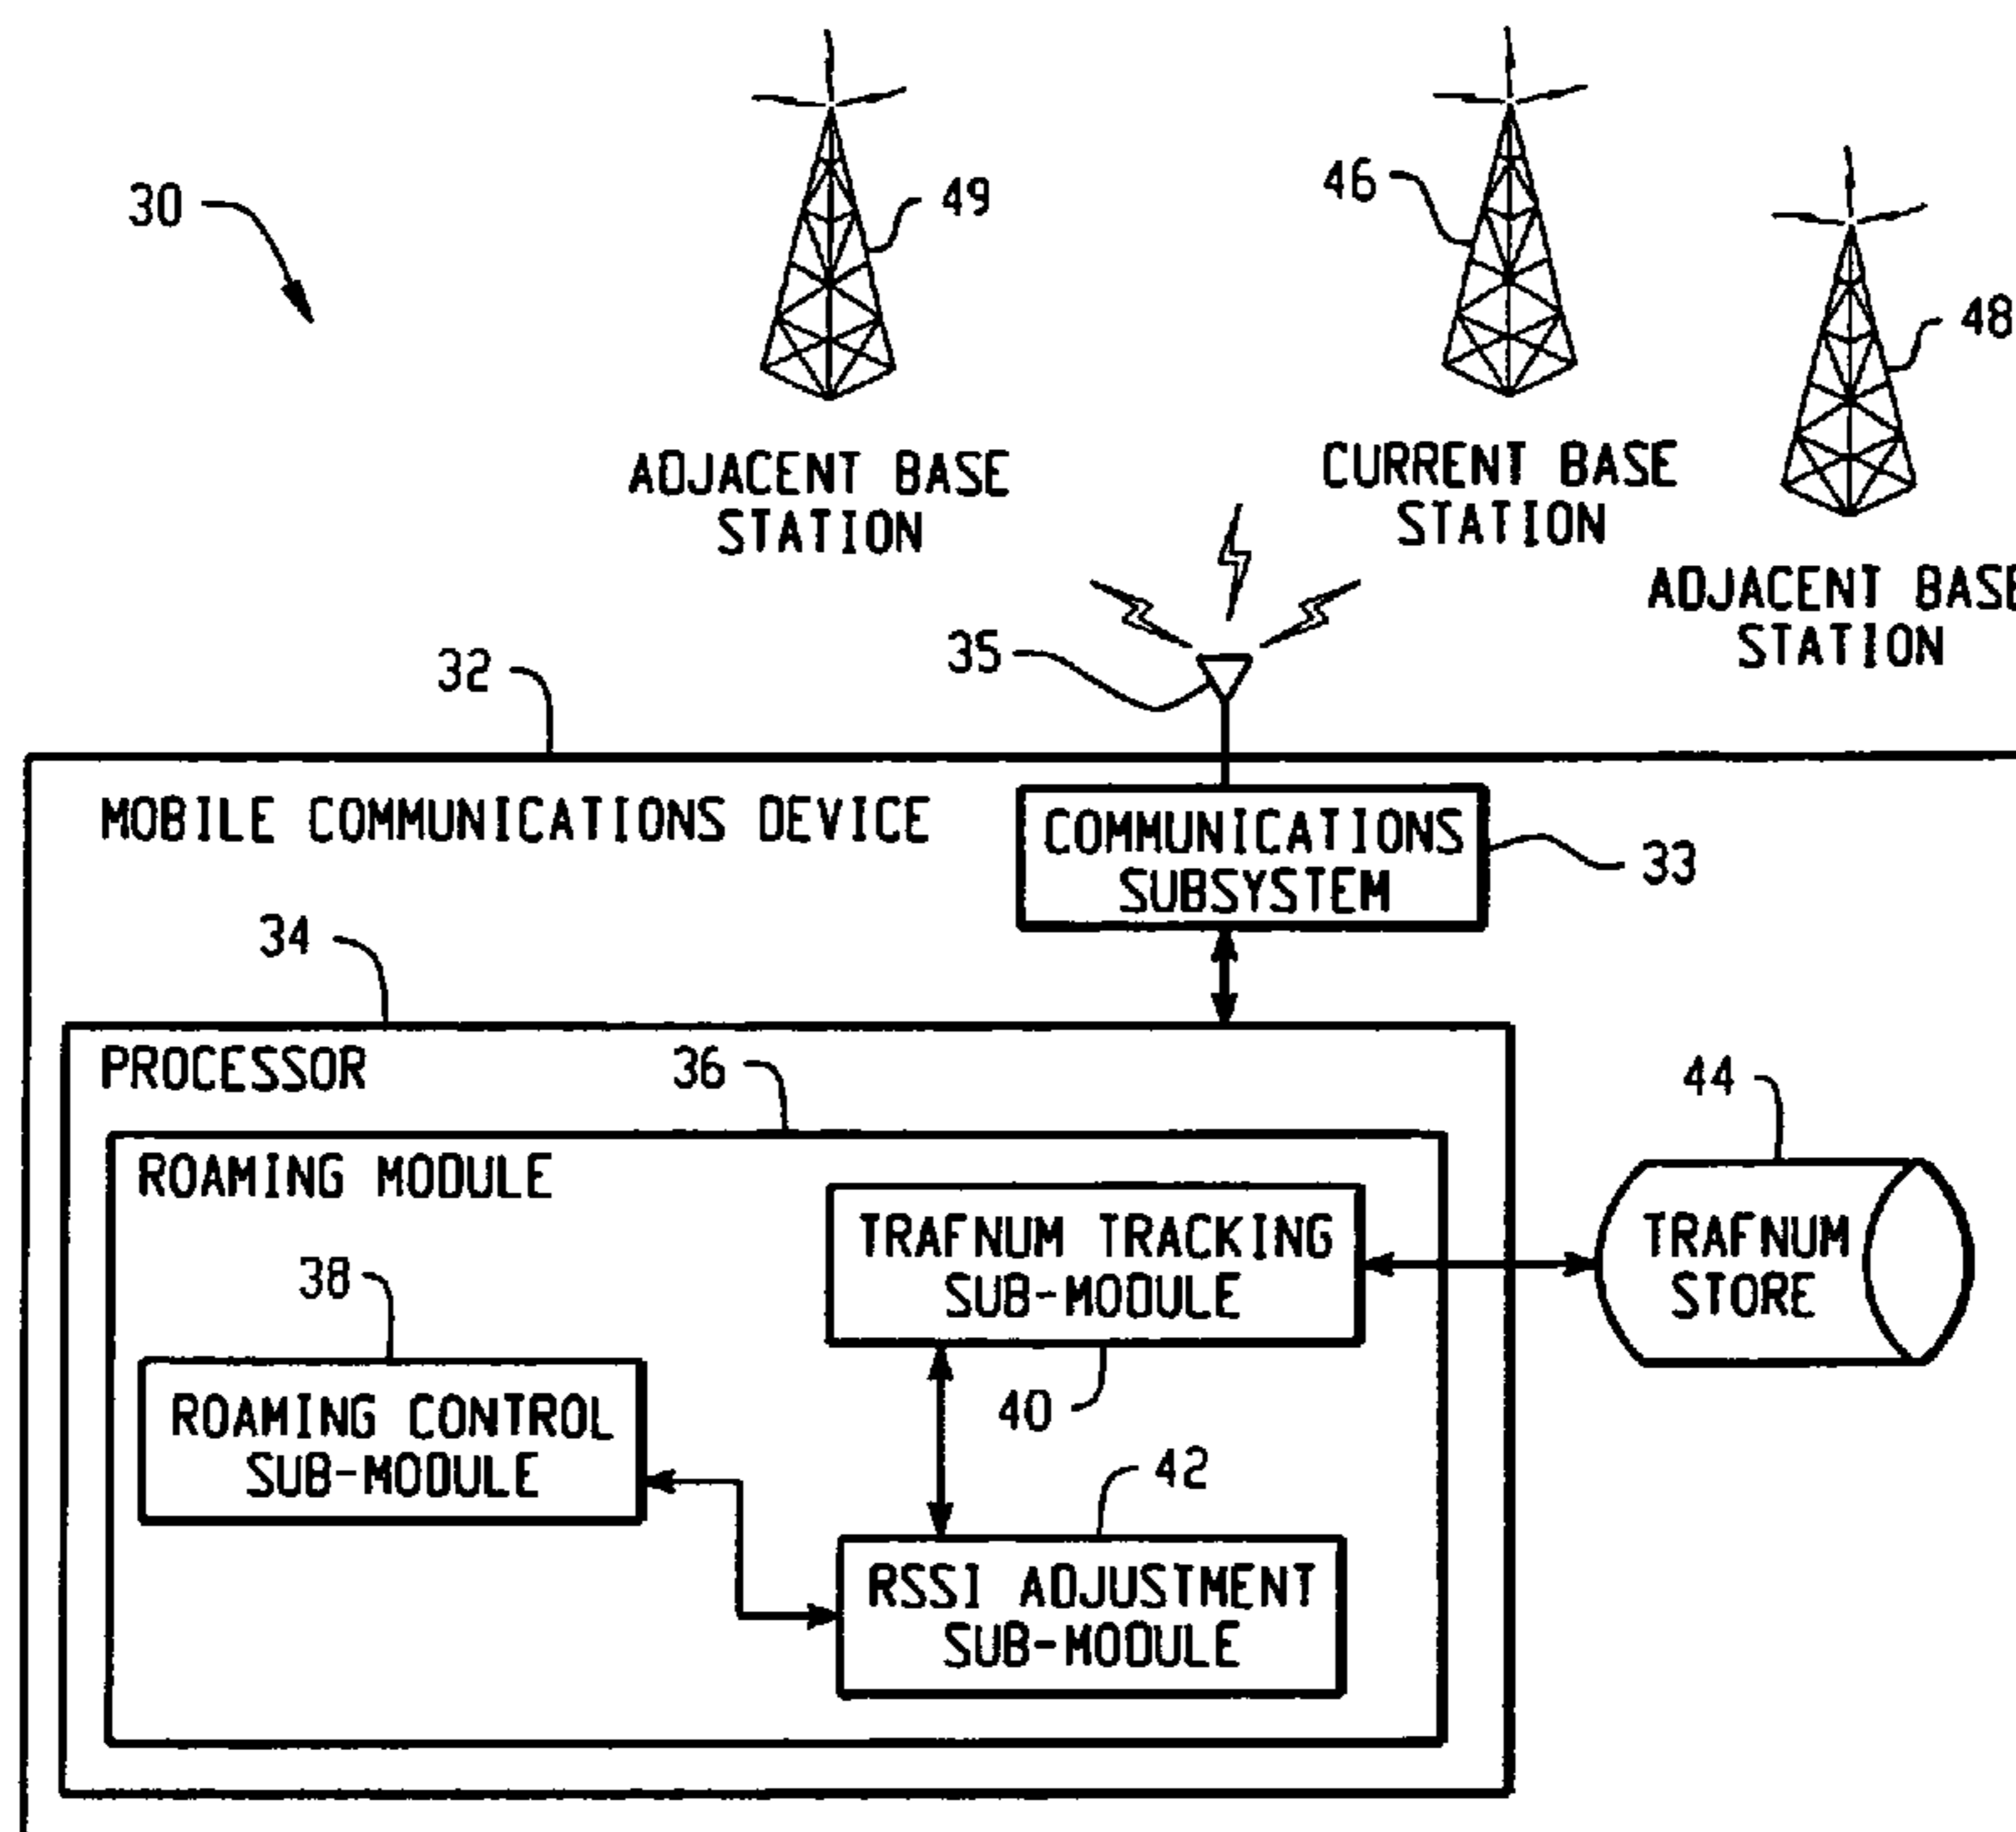 30
49
46
48
ADJACENT BASE
STATION
CURRENT BASE
STATION
ADJACENT BASE
STATION
32
35
MOBILE COMMUNICATIONS DEVICE
COMMUNICATIONS
SUBSYSTEM
33
34
PROCESSOR
36
44
ROAMING MODULE
TRAFNUM TRACKING
SUB-MODULE
TRAFNUM
STORE
38
40
ROAMING CONTROL
SUB-MODULE
42
RSSI ADJUSTMENT
SUB-MODULE